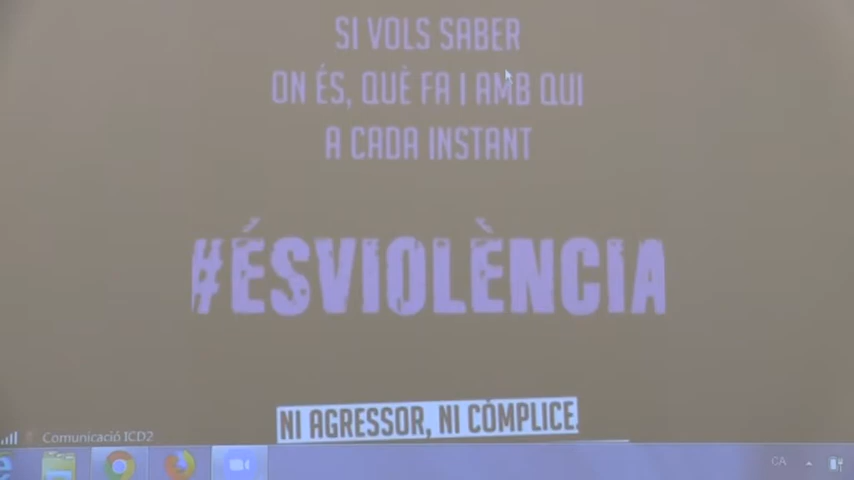 SI VOLS SABER
ON ÉS, QUÈ FA I AMB QUI
A CADA INSTANT
#ÉSVIOLÈNCIA
NI AGRESSOR, NI CÒMPLICE.
Comunicació ICD2
CA